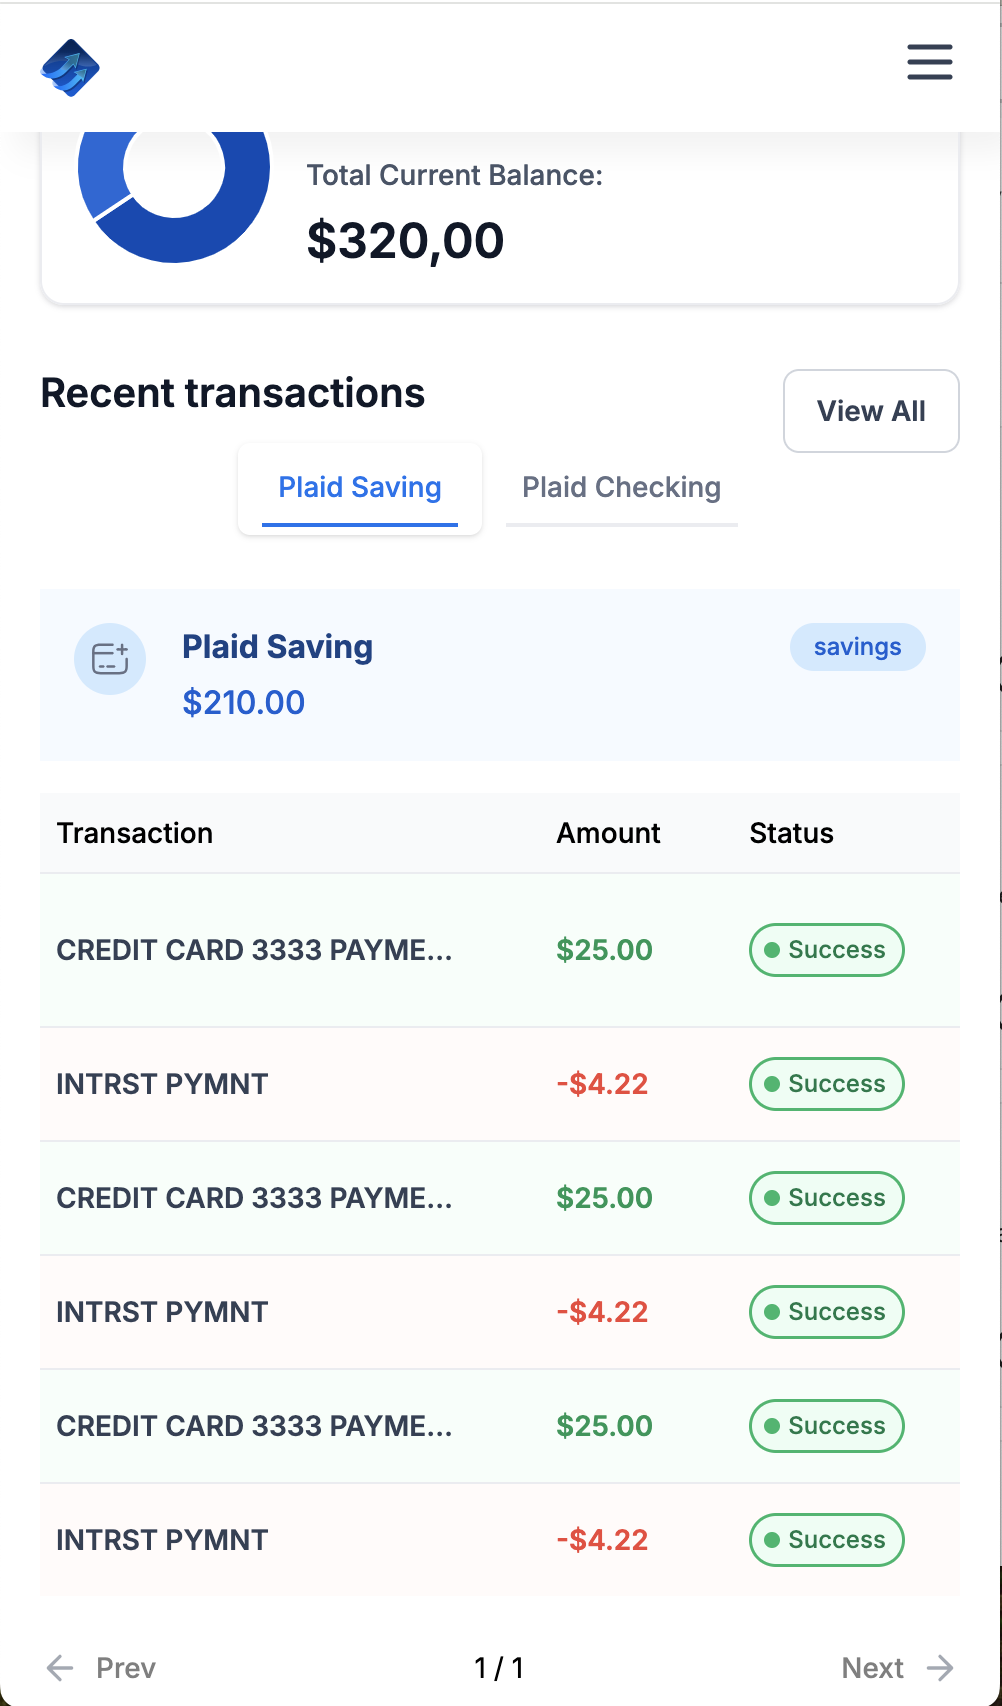 Total Current Balance:
$320,00
Recent transactions
View All
Plaid Saving Plaid Checking
Plaid Saving
savings
$210.00
Transaction Amount Status
CREDIT CARD 3333 PAYME... $25.00 Success
INTRST PYMNT -$4.22 Success
CREDIT CARD 3333 PAYME... $25.00 Success
INTRST PYMNT -$4.22 Success
CREDIT CARD 3333 PAYME... $25.00 Success
INTRST PYMNT -$4.22 Success
Prev 1 / 1 Next